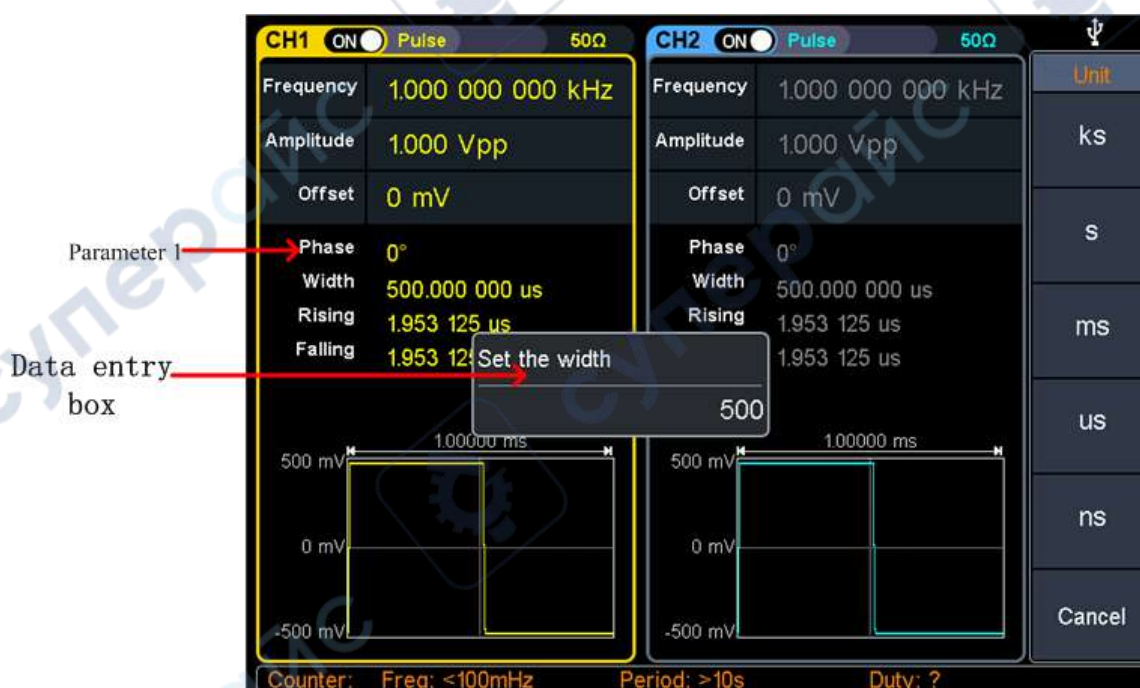 CH1 ON Pulse 50Ω CH2 ON Pulse 50Ω
Unit
Frequency 1.000 000 000 kHz Frequency 1.000 000 000 kHz
ks
Amplitude 1.000 Vpp Amplitude 1.000 Vpp
Offset 0 mV Offset 0 mV
s
Parameter 1 Phase 0° Phase 0°
Width 500.000 000 us Width 500.000 000 us
Rising 1.953 125 us Rising 1.953 125 us
ms
Falling 1.953 125 Set the width 1.953 125 us
Data entry
box
500
us
1.00000 ms 1.00000 ms
500 mV 500 mV
ns
0 mV 0 mV
Cancel
-500 mV -500 mV
Counter: Freq: <100mHz Period: >10s Duty: ?
суперайс